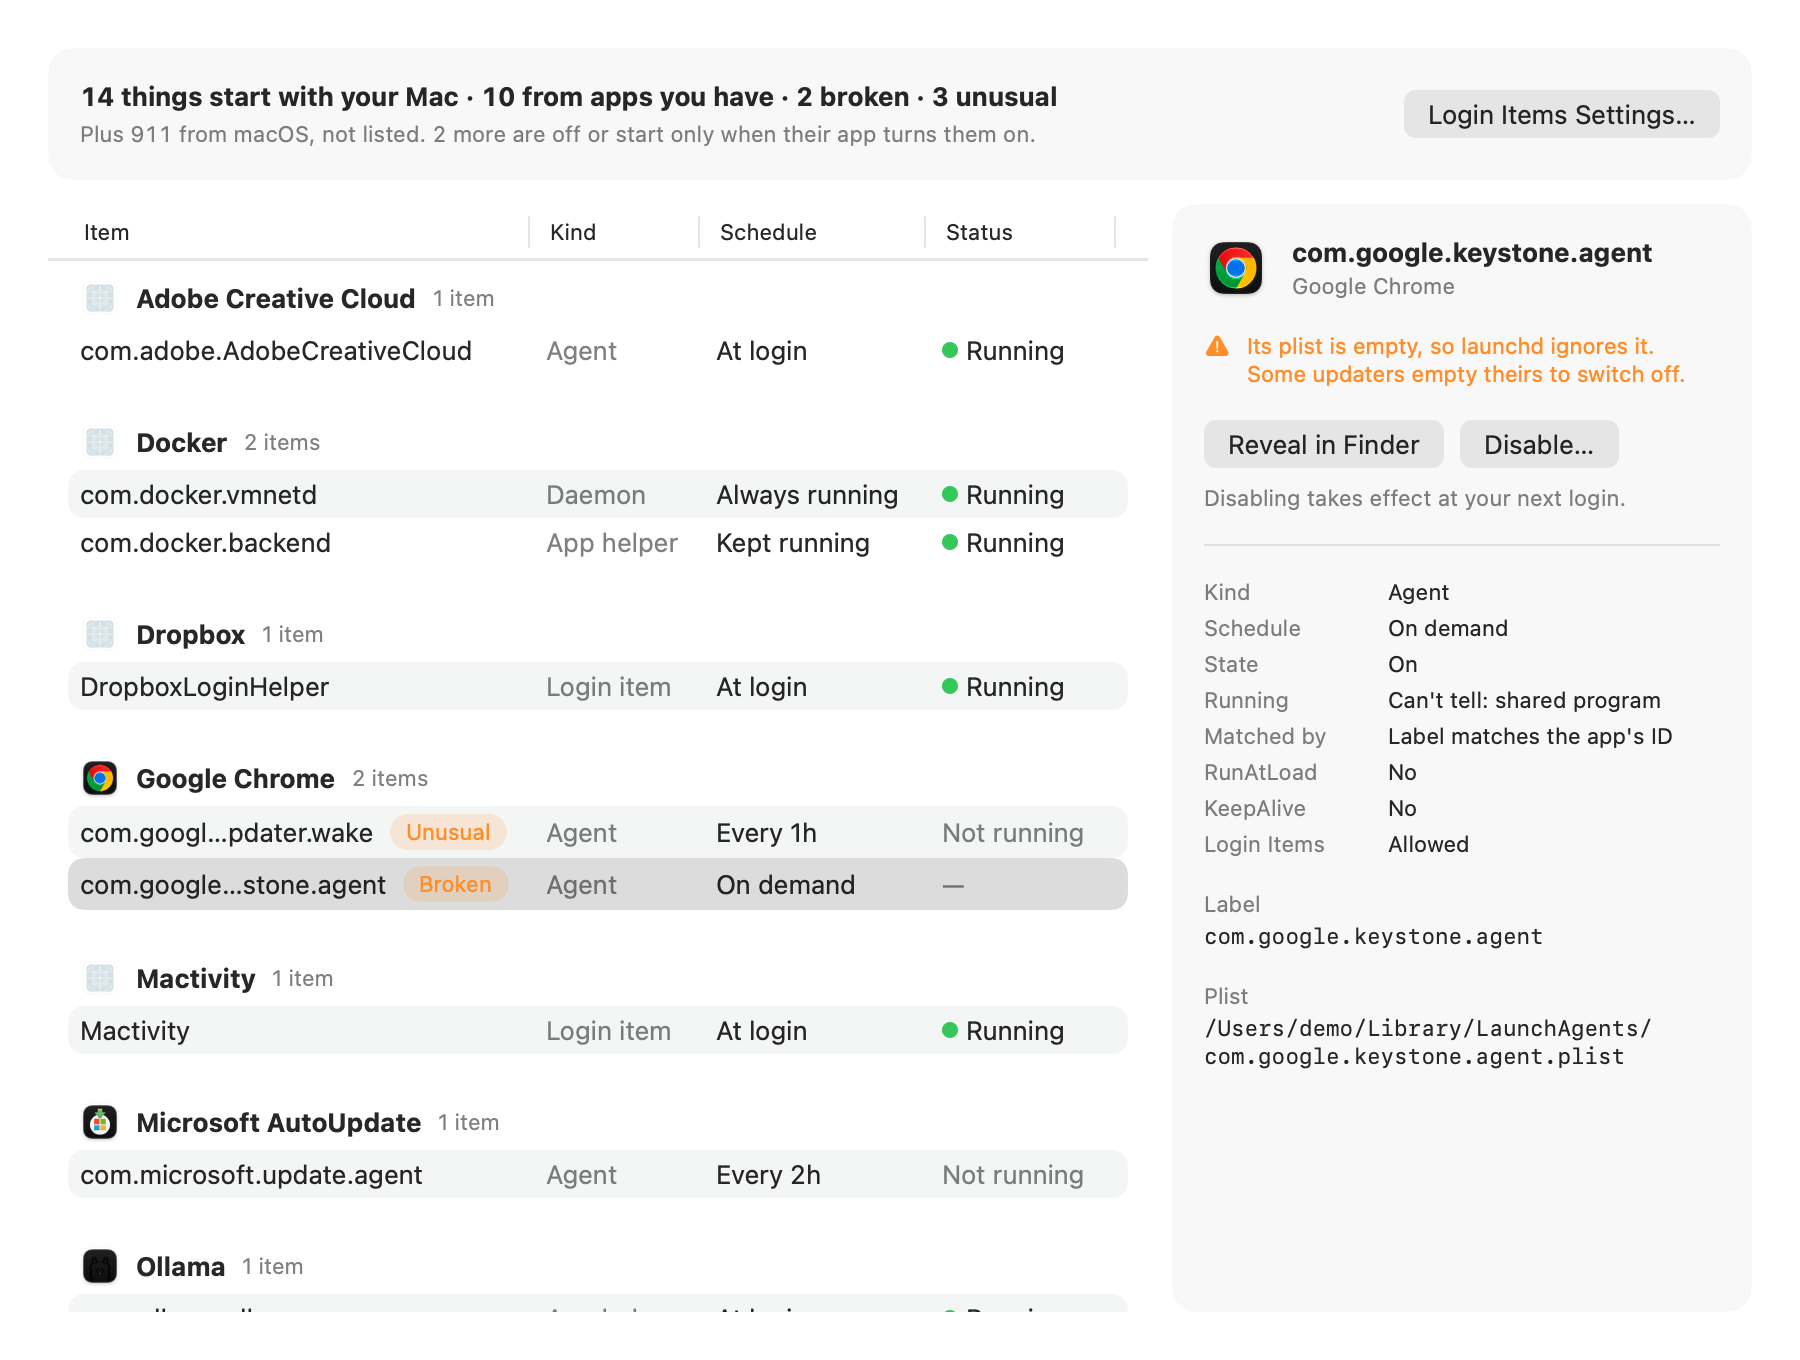 14 things start with your Mac · 10 from apps you have · 2 broken · 3 unusual
Plus 911 from macOS, not listed. 2 more are off or start only when their app turns them on.
Login Items Settings...
Item Kind Schedule Status
Adobe Creative Cloud 1 item
com.adobe.AdobeCreativeCloud Agent At login Running
Docker 2 items
com.docker.vmnetd Daemon Always running Running
com.docker.backend App helper Kept running Running
Dropbox 1 item
DropboxLoginHelper Login item At login Running
Google Chrome 2 items
com.googl...pdater.wake Unusual Agent Every 1h Not running
com.google...stone.agent Broken Agent On demand —
Mactivity 1 item
Mactivity Login item At login Running
Microsoft AutoUpdate 1 item
com.microsoft.update.agent Agent Every 2h Not running
Ollama 1 item
com.google.keystone.agent
Google Chrome
Its plist is empty, so launchd ignores it.
Some updaters empty theirs to switch off.
Reveal in Finder Disable...
Disabling takes effect at your next login.
Kind Agent
Schedule On demand
State On
Running Can't tell: shared program
Matched by Label matches the app's ID
RunAtLoad No
KeepAlive No
Login Items Allowed
Label
com.google.keystone.agent
Plist
/Users/demo/Library/LaunchAgents/
com.google.keystone.agent.plist